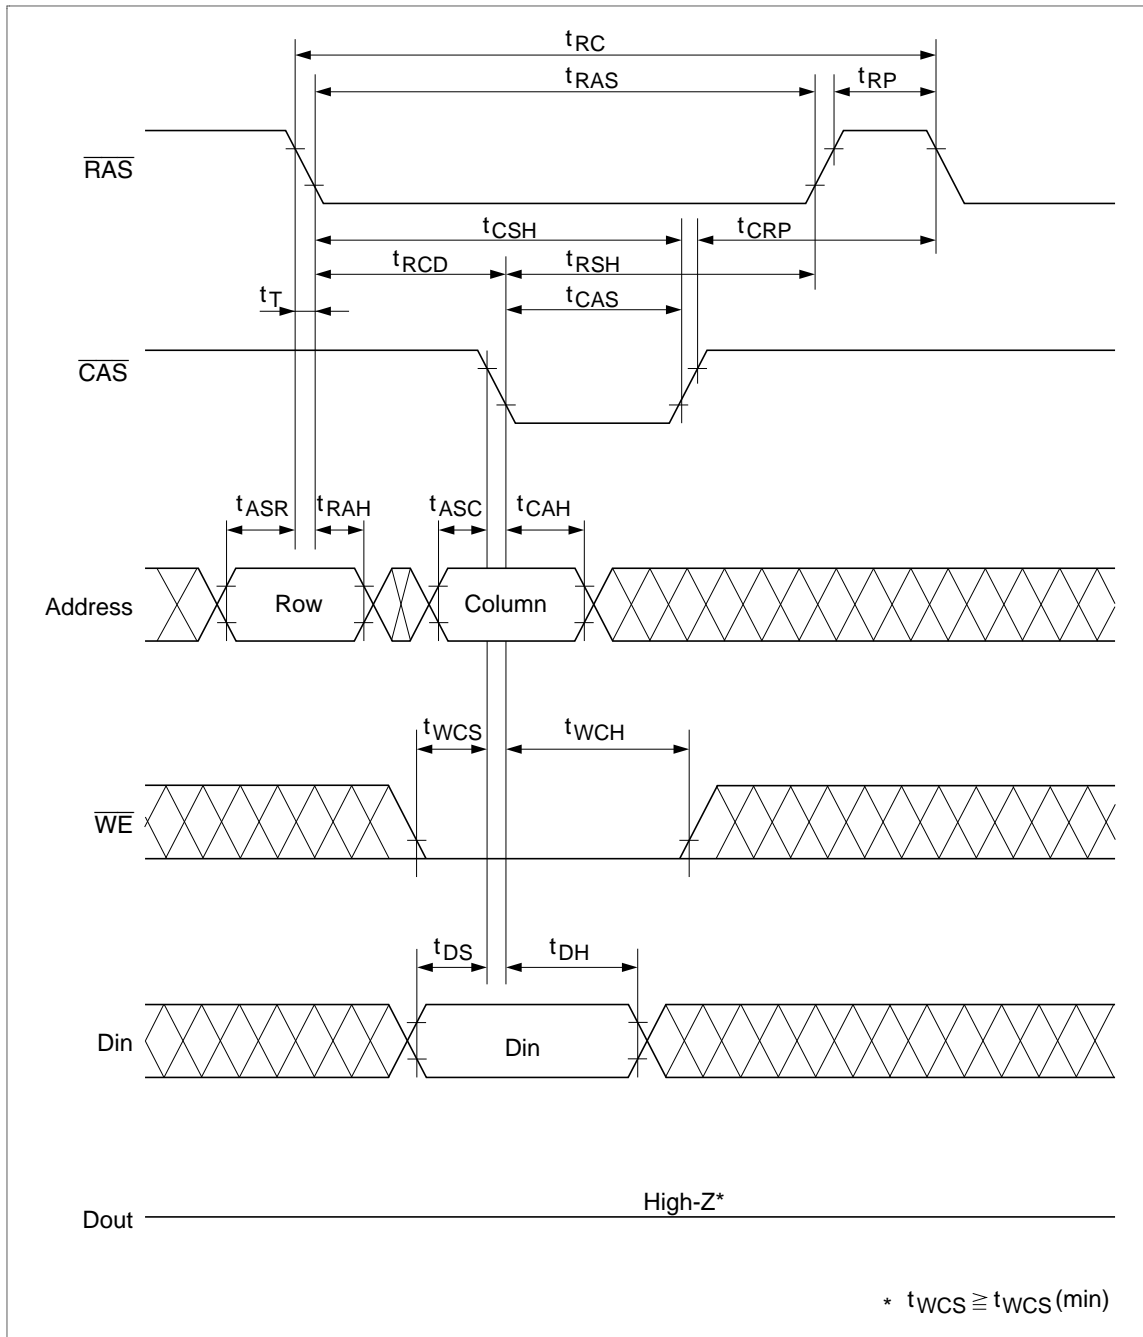 tRC
tRAS
tRP
RAS
tCSH
tCRP
tRCD
tRSH
tT
tCAS
CAS
tASR
tRAH
tASC
tCAH
Address
Row
Column
tWCS
tWCH
WE
tDS
tDH
Din
Din
High-Z*
Dout
* tWCS ≧ tWCS(min)